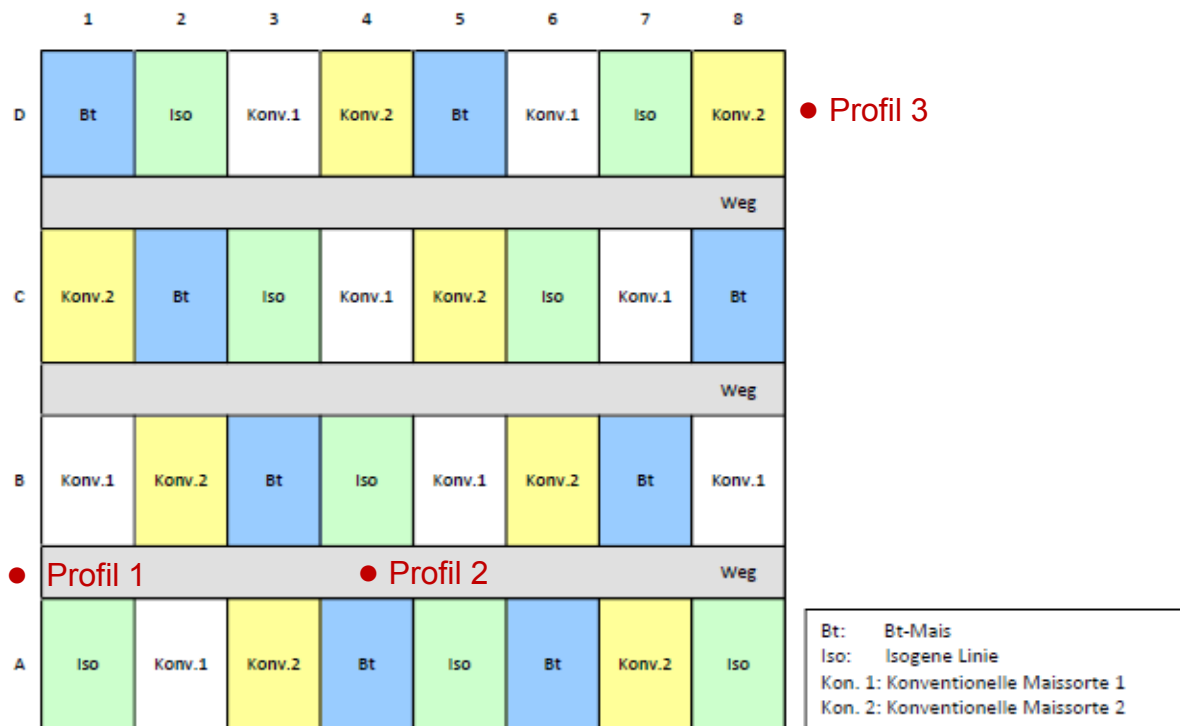 1 2 3 4 5 6 7 8
D Bt Iso Konv.1 Konv.2 Bt Konv.1 Iso Konv.2 Profil 3
Weg
C Konv.2 Bt Iso Konv.1 Konv.2 Iso Konv.1 Bt
Weg
B Konv.1 Konv.2 Bt Iso Konv.1 Konv.2 Bt Konv.1
Profil 1 Profil 2 Weg
A Iso Konv.1 Konv.2 Bt Iso Bt Konv.2 Iso
Bt: Bt-Mais
Iso: Isogene Linie
Kon. 1: Konventionelle Maissorte 1
Kon. 2: Konventionelle Maissorte 2